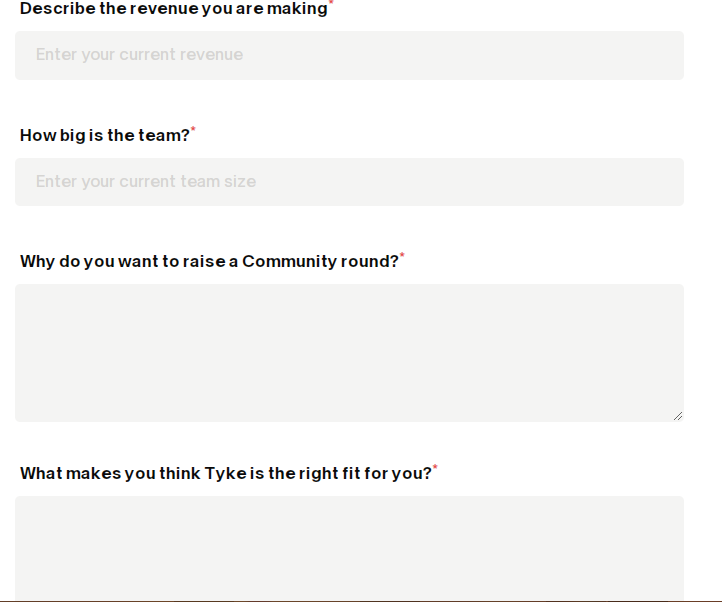 Describe the revenue you are making*
Enter your current revenue
How big is the team?*
Enter your current team size
Why do you want to raise a Community round?*
What makes you think Tyke is the right fit for you?*